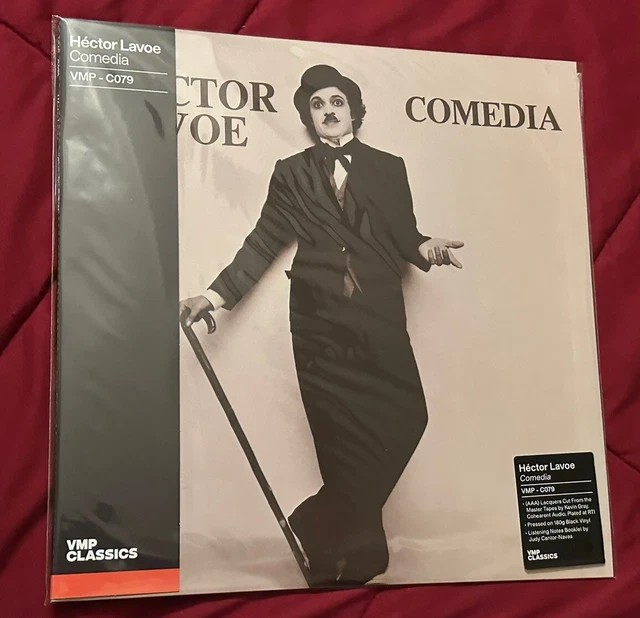 Héctor Lavoe
Comedia
VMP - C079
CTOR
VOE
COMEDIA
VMP
CLASSICS
Héctor Lavoe
Comedia
VMP - C079
• (AAA) Lacquers Cut From the
Master Tapes by Kevin Gray,
Cohearent Audio, Plated at RTI
• Pressed on 180g Black Vinyl
• Listening Notes Booklet by
Judy Cantor-Navas
VMP
CLASSICS